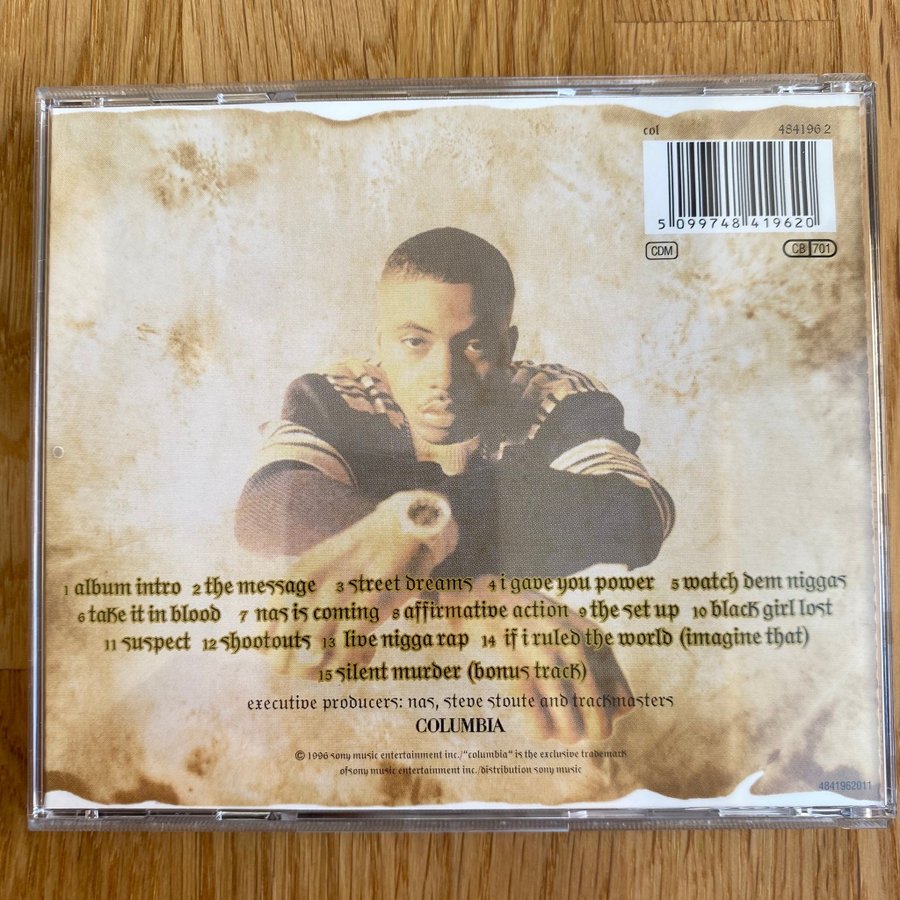 col 484196 2
5 099748 419620
CDM CB 701
1 album intro 2 the message 3 street dreams 4 i gave you power 5 watch dem niggas
6 take it in blood 7 nas is coming 8 affirmative action 9 the set up 10 black girl lost
11 suspect 12 shootouts 13 live nigga rap 14 if i ruled the world (imagine that)
15 silent murder (bonus track)
executive producers: nas, steve stoute and trackmasters
COLUMBIA
© 1996 sony music entertainment inc./"columbia" is the exclusive trademark
of sony music entertainment inc./distribution sony music
4841962011